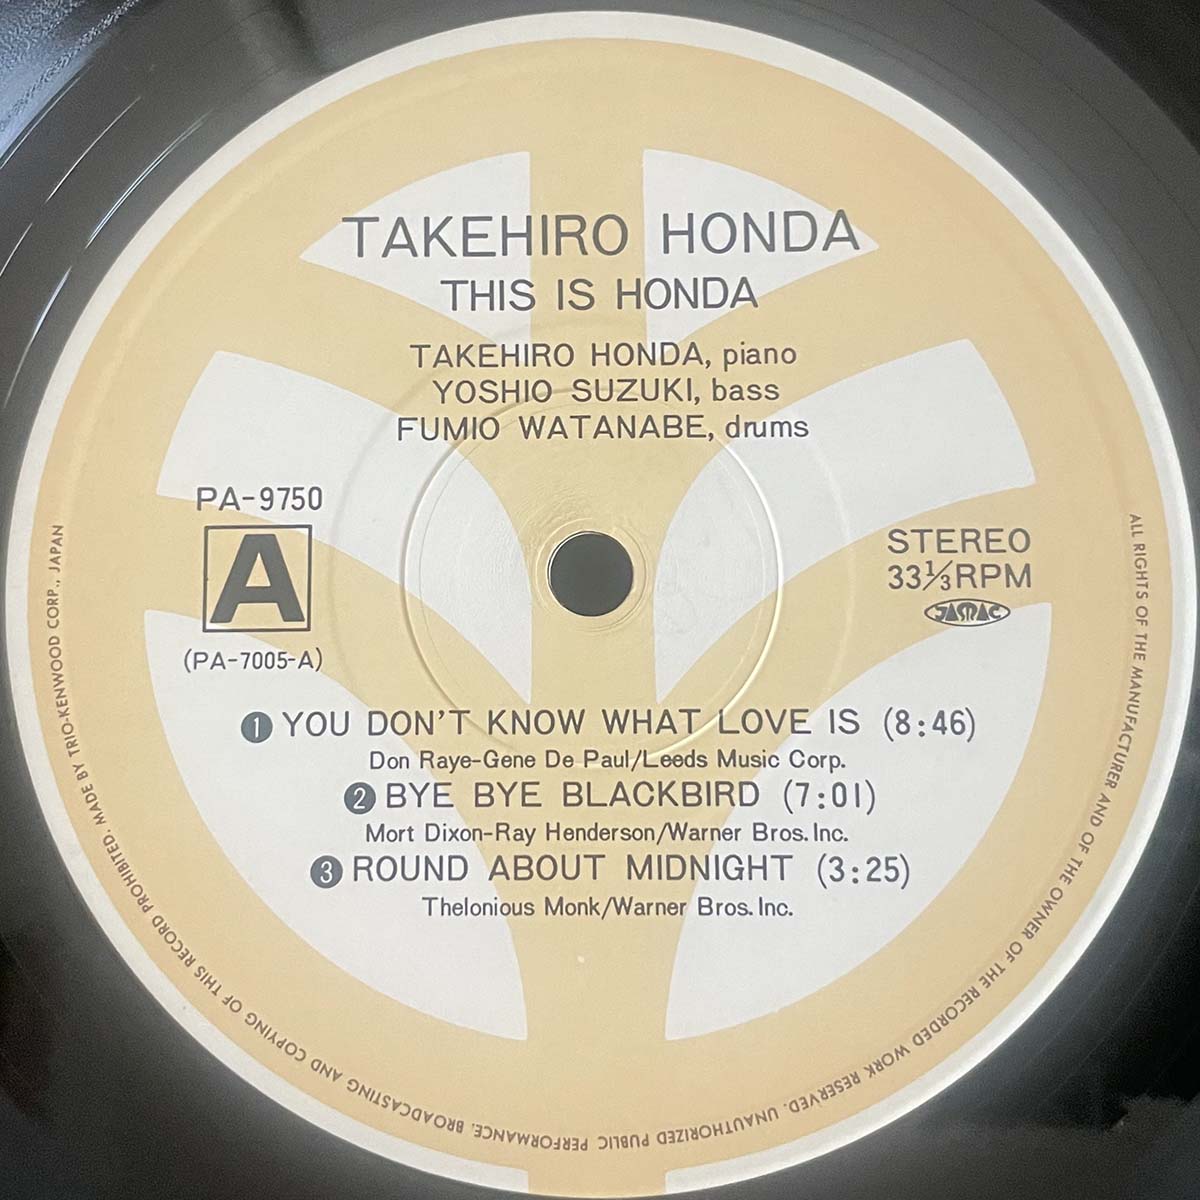 TAKEHIRO HONDA
THIS IS HONDA
TAKEHIRO HONDA, piano
YOSHIO SUZUKI, bass
FUMIO WATANABE, drums
PA-9750
A
(PA-7005-A)
STEREO
33⅓RPM
JASRAC
1 YOU DON'T KNOW WHAT LOVE IS (8:46)
Don Raye-Gene De Paul/Leeds Music Corp.
2 BYE BYE BLACKBIRD (7:01)
Mort Dixon-Ray Henderson/Warner Bros. Inc.
3 ROUND ABOUT MIDNIGHT (3:25)
Thelonious Monk/Warner Bros. Inc.
ALL RIGHTS OF THE MANUFACTURER AND OF THE OWNER OF THE RECORDED WORK RESERVED. UNAUTHORIZED PUBLIC PERFORMANCE, BROADCASTING AND COPYING OF THIS RECORD PROHIBITED. MADE BY TRIO-KENWOOD CORP., JAPAN